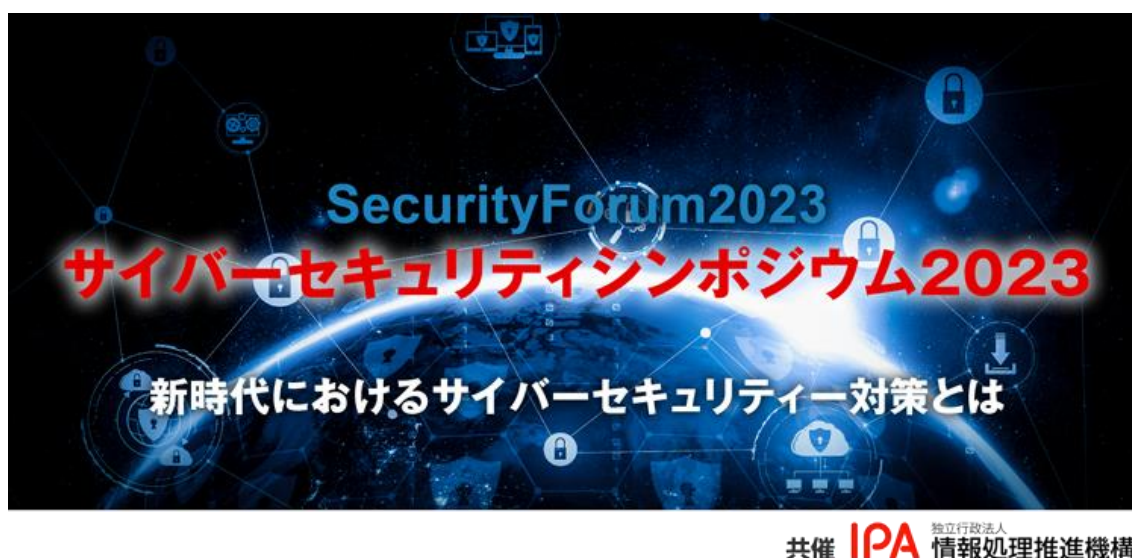 SecurityForum2023
サイバーセキュリティシンポジウム2023
新時代におけるサイバーセキュリティー対策とは
共催 IPA 独立行政法人
情報処理推進機構